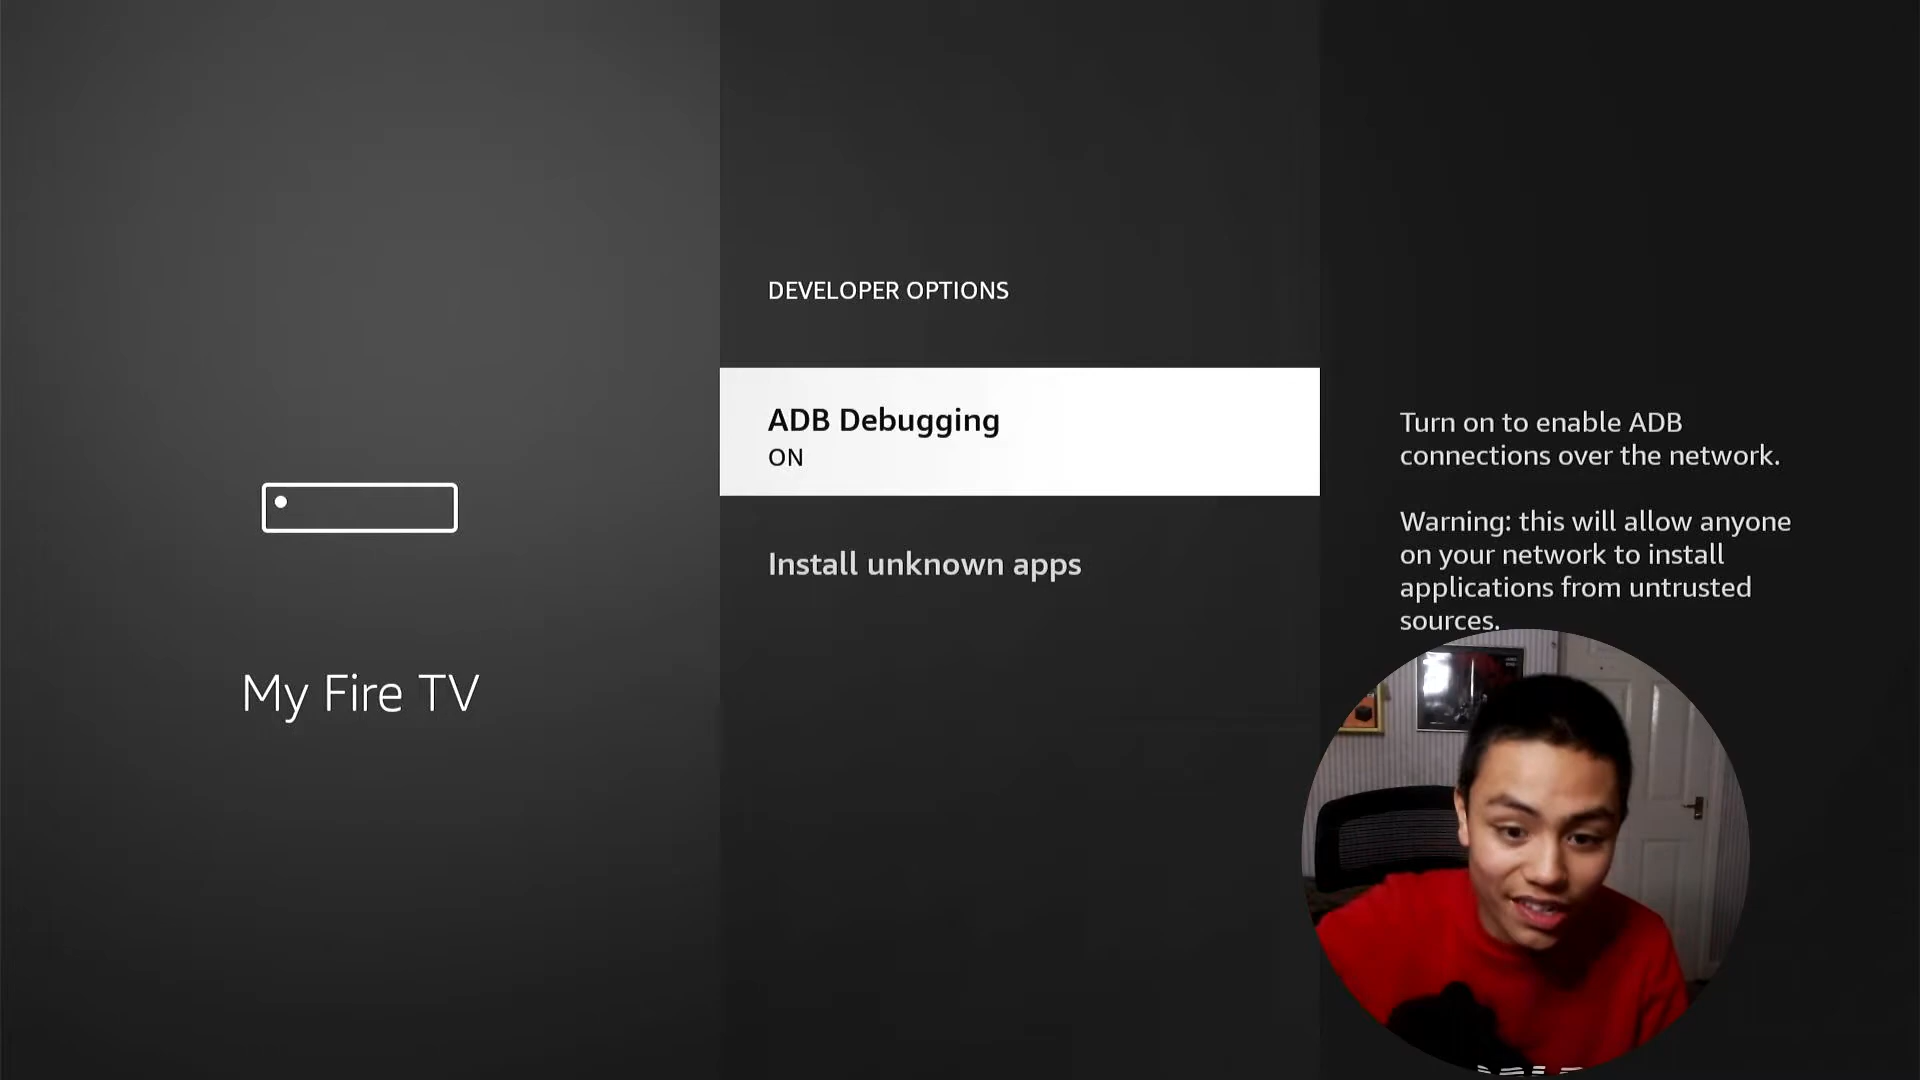 DEVELOPER OPTIONS
ADB Debugging
ON
Install unknown apps
My Fire TV
Turn on to enable ADB
connections over the network.
Warning: this will allow anyone
on your network to install
applications from untrusted
sources.